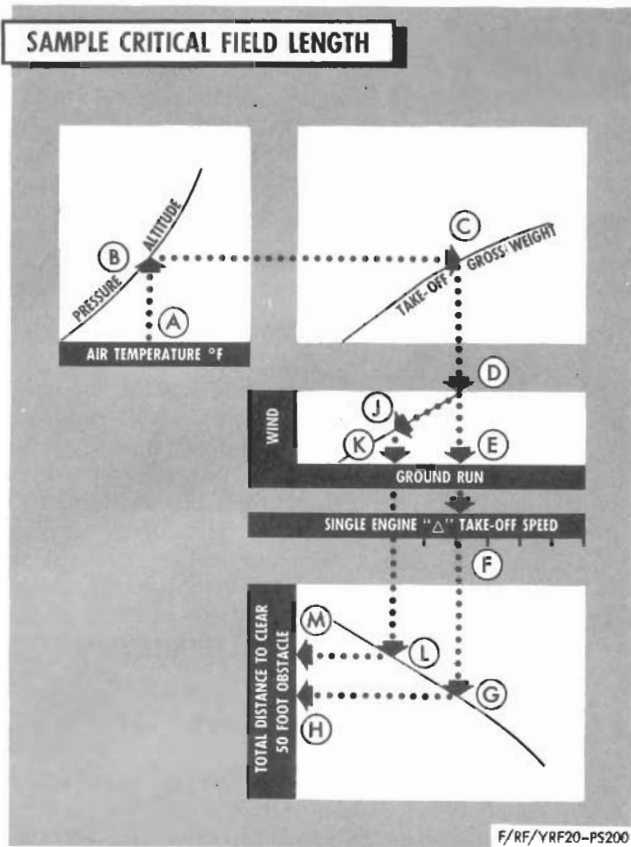 SAMPLE CRITICAL FIELD LENGTH
PRESSURE ALTITUDE
B
A
AIR TEMPERATURE °F
C
TAKE-OFF GROSS WEIGHT
D
WIND
J
K
E
GROUND RUN
SINGLE ENGINE "△" TAKE-OFF SPEED
F
TOTAL DISTANCE TO CLEAR
50 FOOT OBSTACLE
M
L
G
H
F/RF/YRF20-PS200